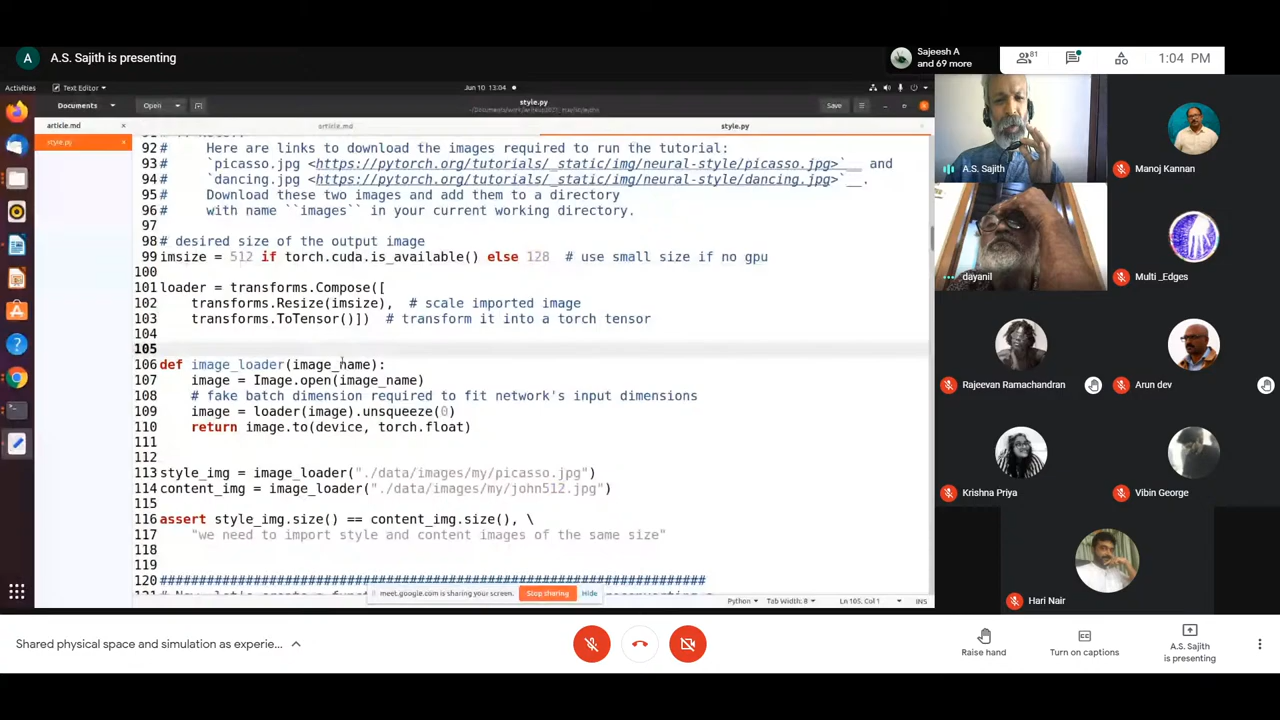 A
A.S. Sajith is presenting
Sajeesh A
and 69 more
81
1:04 PM
Activities
Text Editor
Jun 10 13:04
Documents
Open
style.py
Save
article.md
article.md
style.py
style.py
92 #     Here are links to download the images required to run the tutorial:
93 #     `picasso.jpg <https://pytorch.org/tutorials/_static/img/neural-style/picasso.jpg>`__ and
94 #     `dancing.jpg <https://pytorch.org/tutorials/_static/img/neural-style/dancing.jpg>`__.
95 #     Download these two images and add them to a directory
96 #     with name ``images`` in your current working directory.
97
98 # desired size of the output image
99 imsize = 512 if torch.cuda.is_available() else 128  # use small size if no gpu
100
101 loader = transforms.Compose([
102     transforms.Resize(imsize),  # scale imported image
103     transforms.ToTensor()])  # transform it into a torch tensor
104
105
106 def image_loader(image_name):
107     image = Image.open(image_name)
108     # fake batch dimension required to fit network's input dimensions
109     image = loader(image).unsqueeze(0)
110     return image.to(device, torch.float)
111
112
113 style_img = image_loader("./data/images/my/picasso.jpg")
114 content_img = image_loader("./data/images/my/john512.jpg")
115
116 assert style_img.size() == content_img.size(), \
117     "we need to import style and content images of the same size"
118
119
120 ######################################################################
meet.google.com is sharing your screen.
Stop sharing
Hide
Python
Tab Width: 8
Ln 105, Col 1
INS
A.S. Sajith
Manoj Kannan
dayanil
Multi _Edges
Rajeevan Ramachandran
Arun dev
Krishna Priya
Vibin George
Hari Nair
Shared physical space and simulation as experie...
Raise hand
Turn on captions
A.S. Sajith
is presenting